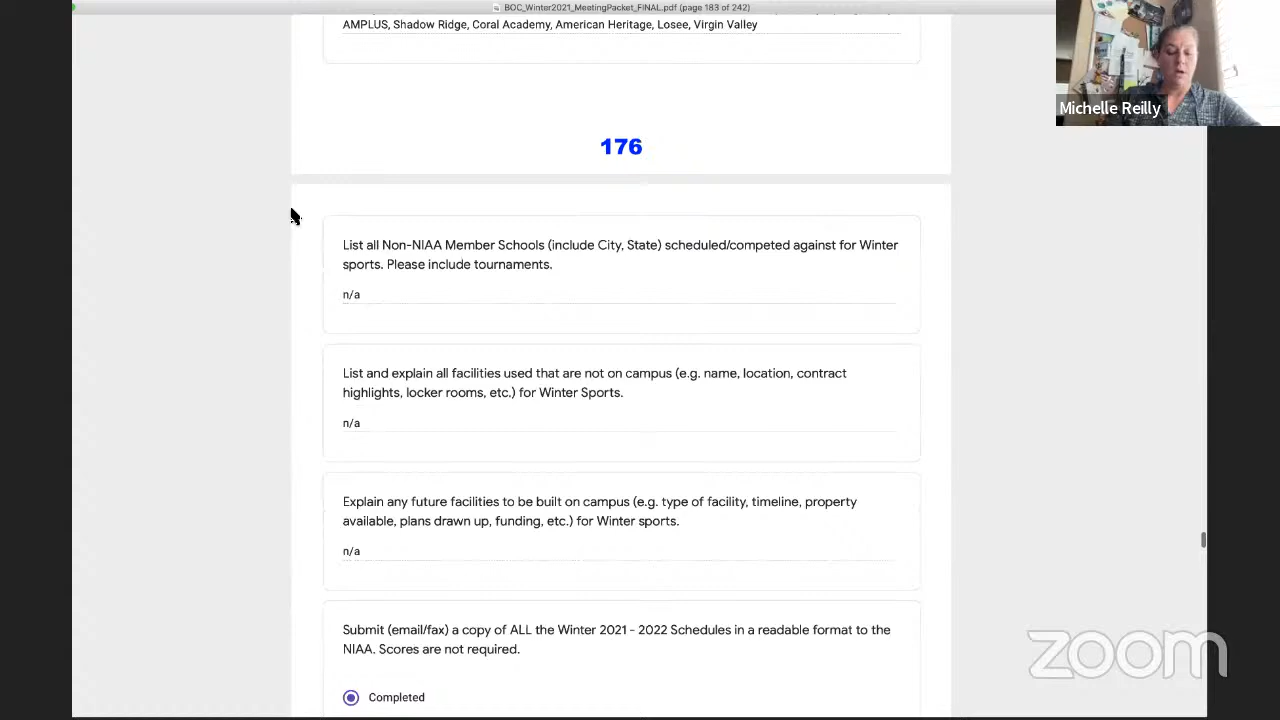 BOC_Winter2021_MeetingPacket_FINAL.pdf (page 183 of 242)
AMPLUS, Shadow Ridge, Coral Academy, American Heritage, Losee, Virgin Valley
Michelle Reilly
176
List all Non-NIAA Member Schools (include City, State) scheduled/competed against for Winter
sports. Please include tournaments.
n/a
List and explain all facilities used that are not on campus (e.g. name, location, contract
highlights, locker rooms, etc.) for Winter Sports.
n/a
Explain any future facilities to be built on campus (e.g. type of facility, timeline, property
available, plans drawn up, funding, etc.) for Winter sports.
n/a
Submit (email/fax) a copy of ALL the Winter 2021 - 2022 Schedules in a readable format to the
NIAA. Scores are not required.
Completed
zoom